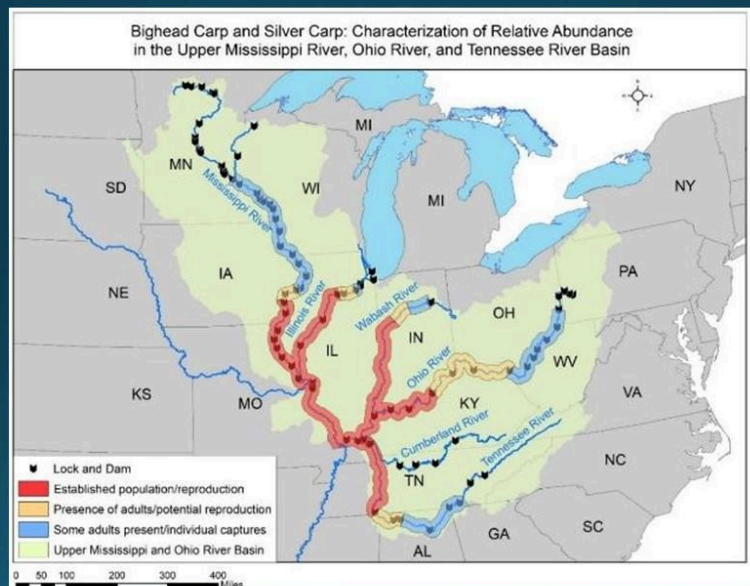 Bighead Carp and Silver Carp: Characterization of Relative Abundance
in the Upper Mississippi River, Ohio River, and Tennessee River Basin
MI
MN
SD
WI
Mississippi River
MI
NY
IA
NE
PA
Illinois River
Wabash River
OH
IN
IL
WV
Ohio River
KS
MO
KY
VA
Cumberland River
Tennessee River
TN
NC
SC
GA
AL
Lock and Dam
Established population/reproduction
Presence of adults/potential reproduction
Some adults present/individual captures
Upper Mississippi and Ohio River Basin
0 50 100 200 300 400
Miles